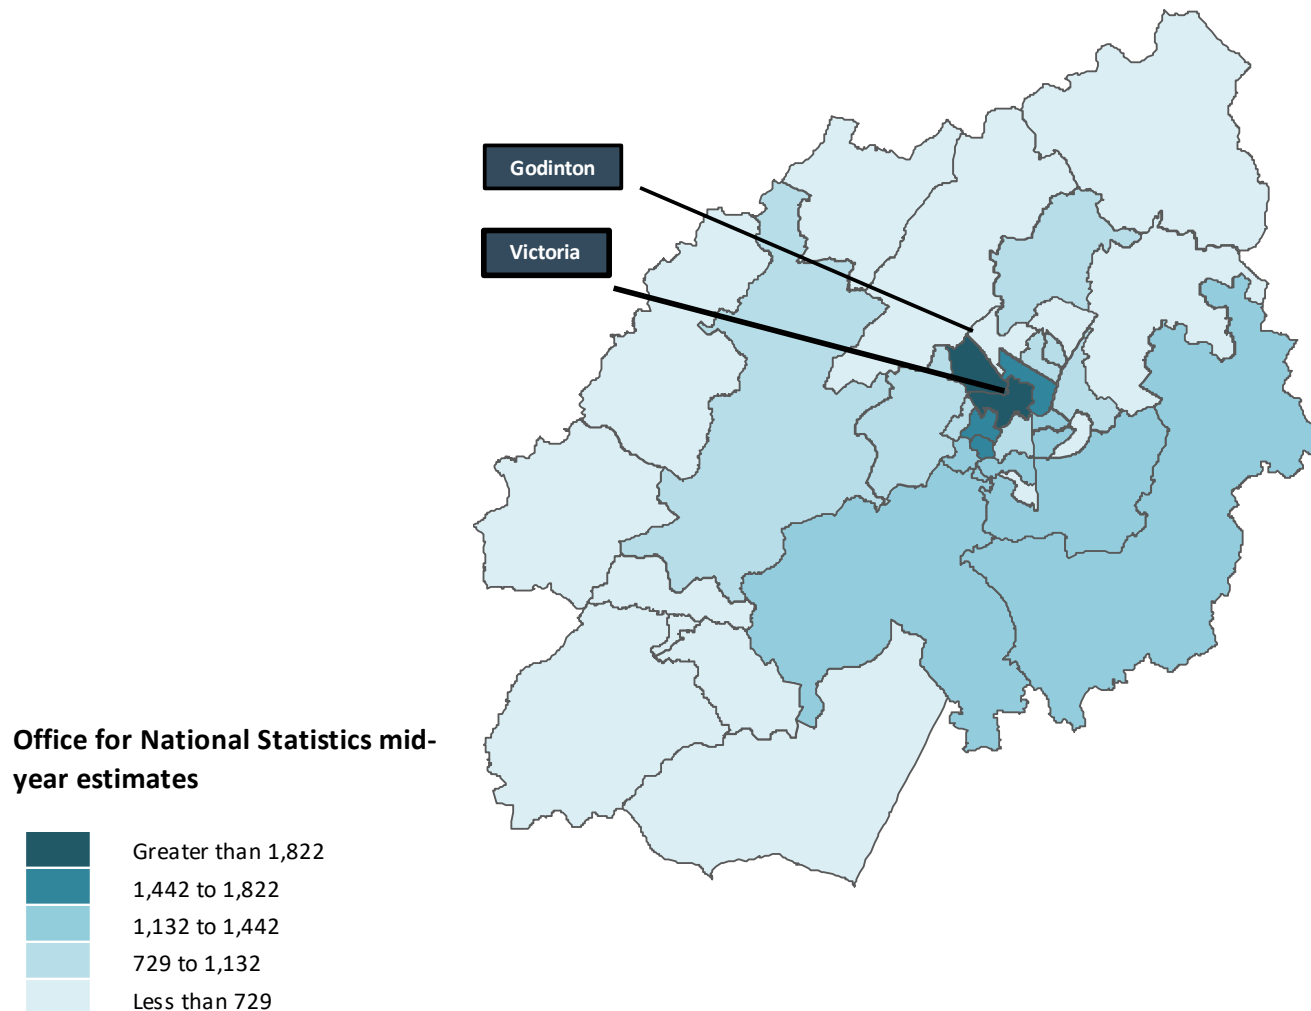 Godinton
Victoria
Office for National Statistics mid-
year estimates
Greater than 1,822
1,442 to 1,822
1,132 to 1,442
729 to 1,132
Less than 729